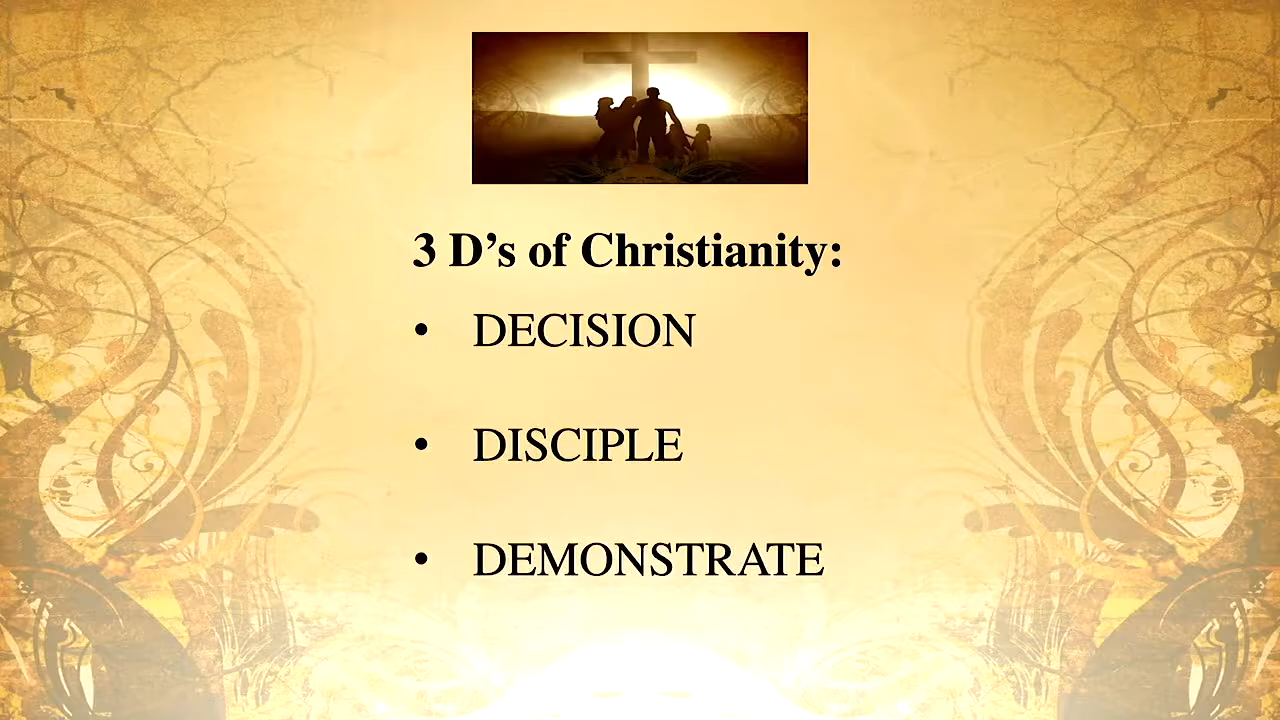 3 D’s of Christianity:
• DECISION
• DISCIPLE
• DEMONSTRATE